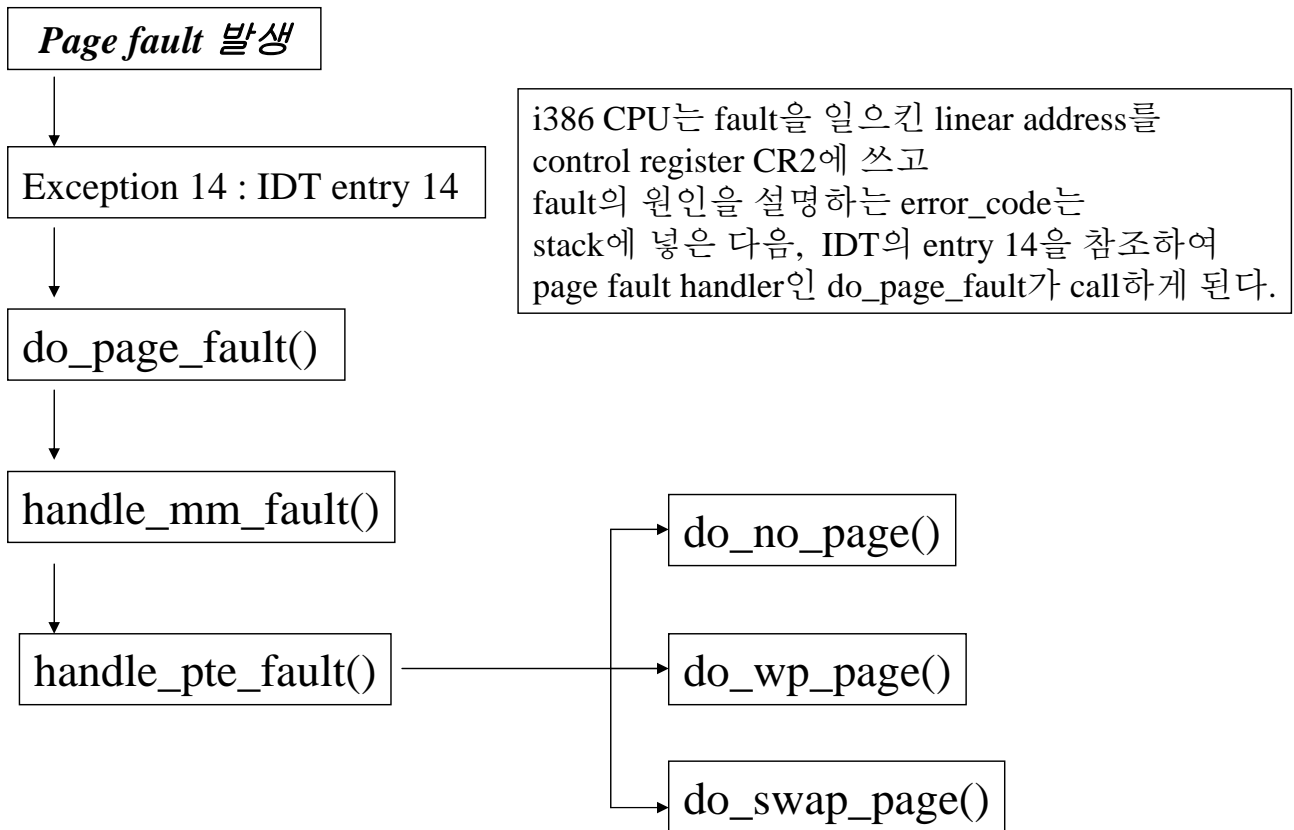 Page fault 발생
Exception 14 : IDT entry 14
i386 CPU는 fault을 일으킨 linear address를
control register CR2에 쓰고
fault의 원인을 설명하는 error_code는
stack에 넣은 다음, IDT의 entry 14을 참조하여
page fault handler인 do_page_fault가 call하게 된다.
do_page_fault()
handle_mm_fault()
handle_pte_fault()
do_no_page()
do_wp_page()
do_swap_page()